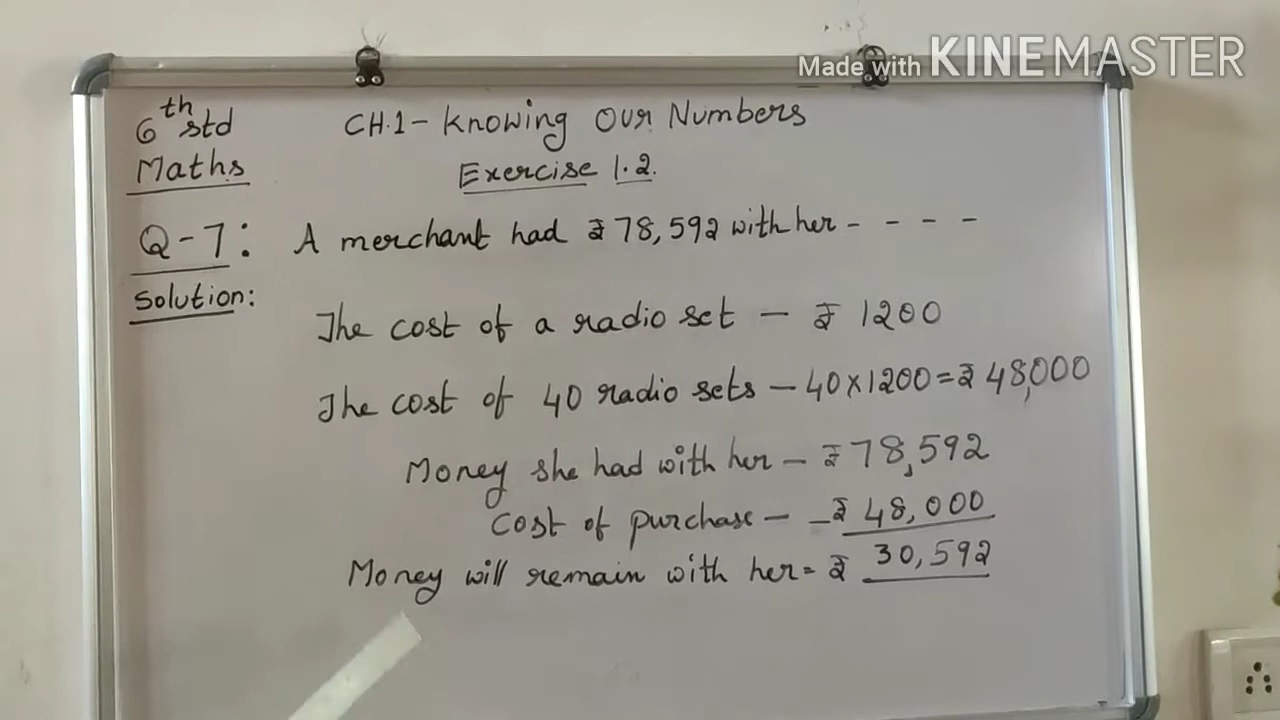 Made with KINEMASTER
6th std
Maths
CH.1 - Knowing Our Numbers
Exercise 1.2.
Q-7: A merchant had ₹78,592 with her - - - -
Solution:
The cost of a radio set - ₹ 1200
The cost of 40 radio sets - 40×1200=₹48,000
Money she had with her - ₹78,592
cost of purchase - -₹ 48,000
Money will remain with her = ₹ 30,592